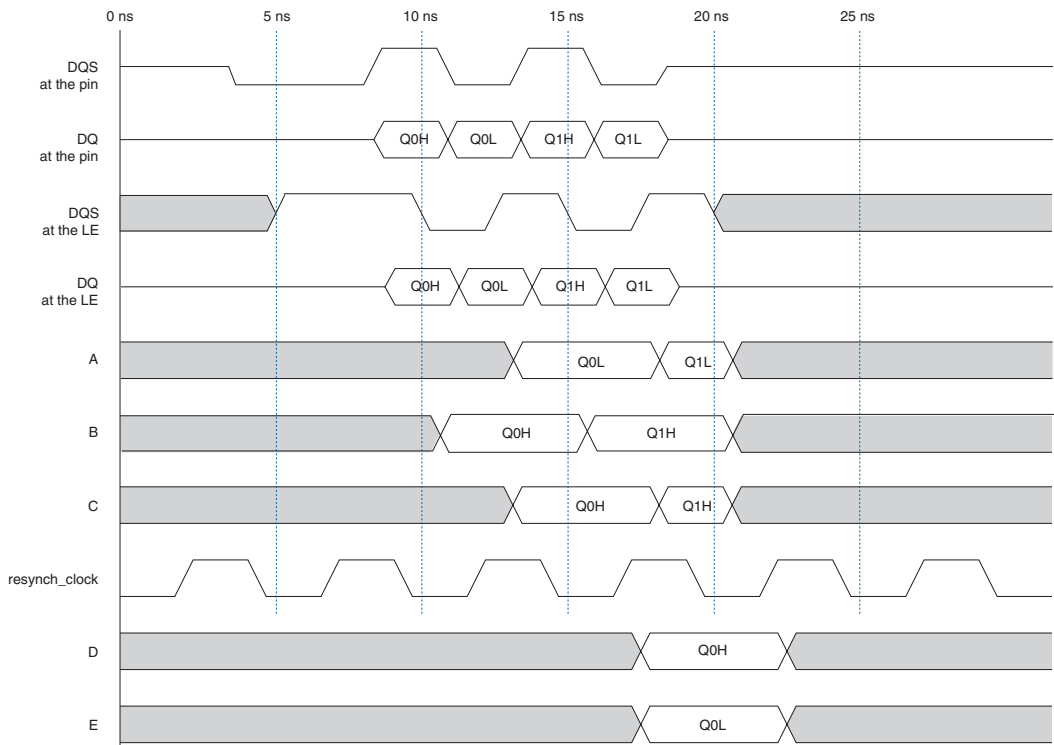 0 ns 5 ns 10 ns 15 ns 20 ns 25 ns
DQS
at the pin
DQ
at the pin
Q0H Q0L Q1H Q1L
DQS
at the LE
DQ
at the LE
Q0H Q0L Q1H Q1L
A Q0L Q1L
B Q0H Q1H
C Q0H Q1H
resynch_clock
D Q0H
E Q0L